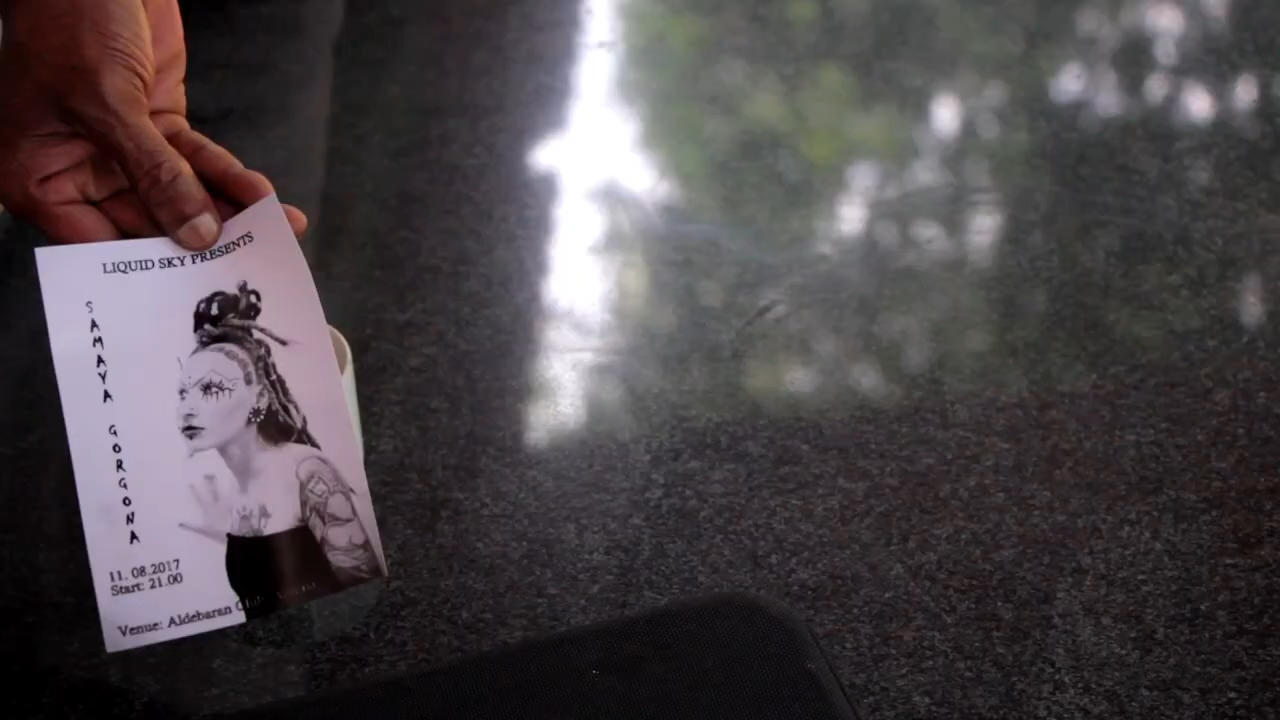 LIQUID SKY PRESENTS
SAMAYA GORGONA
11. 08.2017
Start: 21.00
Venue: Aldebaran